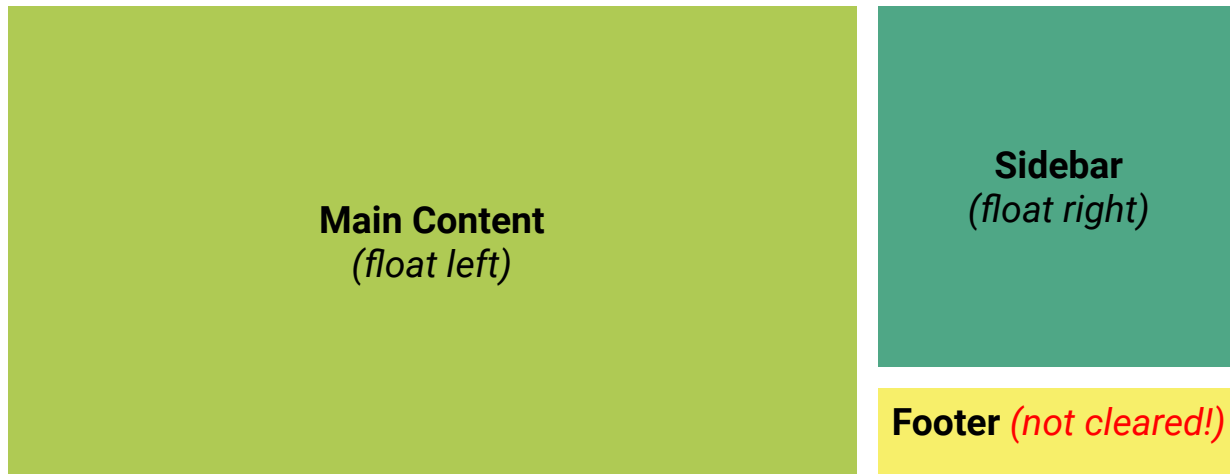 Main Content
(float left)
Sidebar
(float right)
Footer (not cleared!)